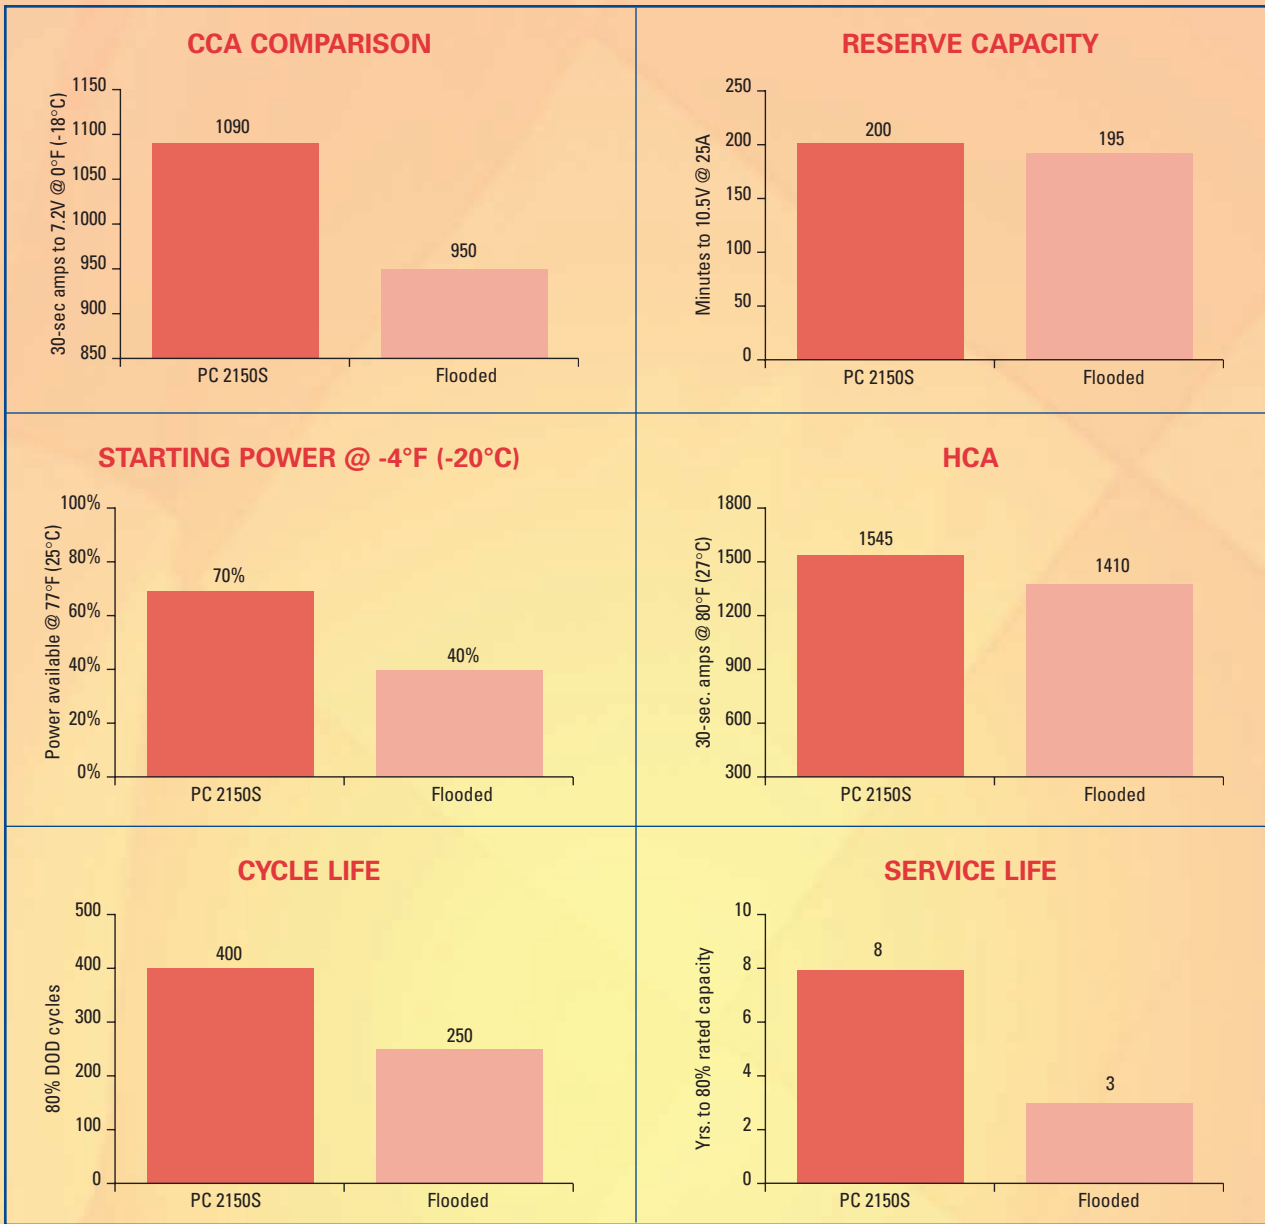 CCA COMPARISON
30-sec amps to 7.2V @ 0°F (-18°C)
1150
1100
1050
1000
950
900
850
1090
950
PC 2150S
Flooded
RESERVE CAPACITY
Minutes to 10.5V @ 25A
250
200
150
100
50
0
200
195
PC 2150S
Flooded
STARTING POWER @ -4°F (-20°C)
Power available @ 77°F (25°C)
100%
80%
60%
40%
20%
0%
70%
40%
PC 2150S
Flooded
HCA
30-sec. amps @ 80°F (27°C)
1800
1500
1200
900
600
300
1545
1410
PC 2150S
Flooded
CYCLE LIFE
80% DOD cycles
500
400
300
200
100
0
400
250
PC 2150S
Flooded
SERVICE LIFE
Yrs. to 80% rated capacity
10
8
6
4
2
0
8
3
PC 2150S
Flooded